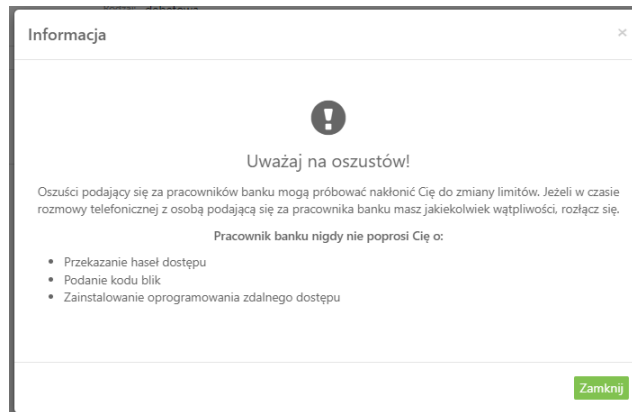 Informacja
×
Uważaj na oszustów!
Oszuści podający się za pracowników banku mogą próbować nakłonić Cię do zmiany limitów. Jeżeli w czasie
rozmowy telefonicznej z osobą podającą się za pracownika banku masz jakiekolwiek wątpliwości, rozłącz się.
Pracownik banku nigdy nie poprosi Cię o:
• Przekazanie haseł dostępu
• Podanie kodu blik
• Zainstalowanie oprogramowania zdalnego dostępu
Zamknij